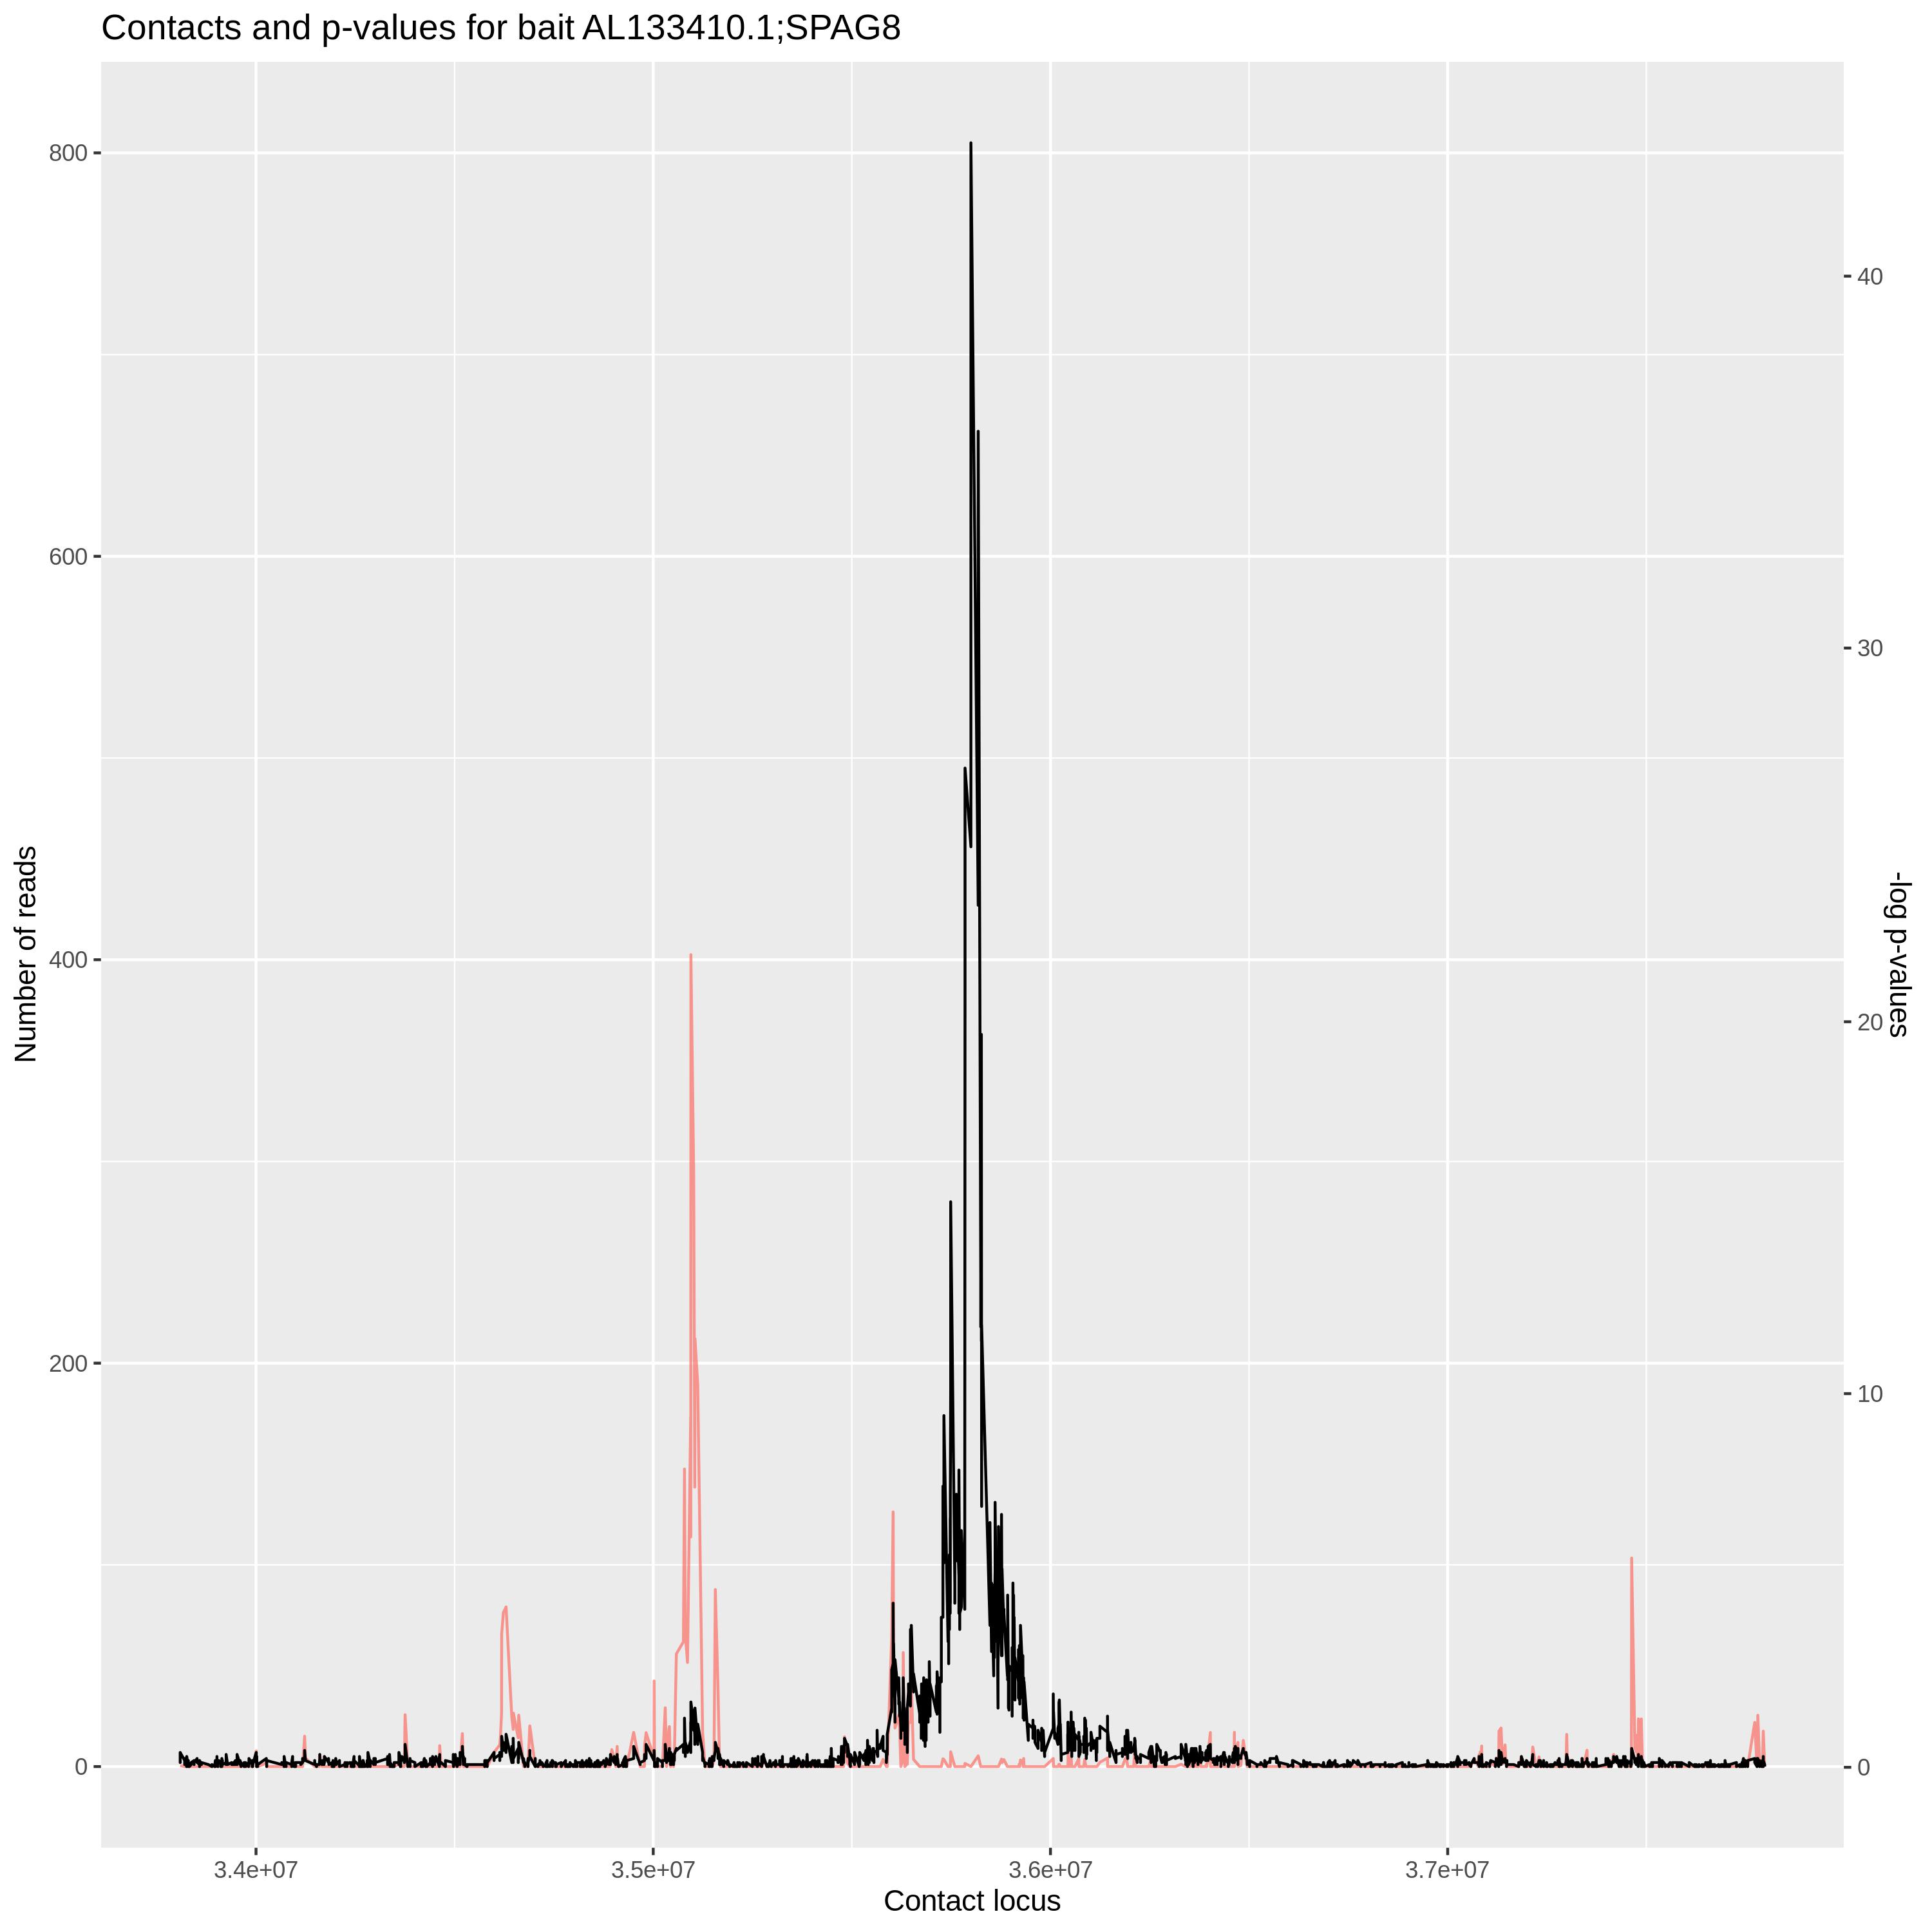 Contacts and p-values for bait AL133410.1;SPAG8
800
600
400
200
0
Number of reads
40
30
20
10
0
-log p-values
3.4e+07
3.5e+07
3.6e+07
3.7e+07
Contact locus